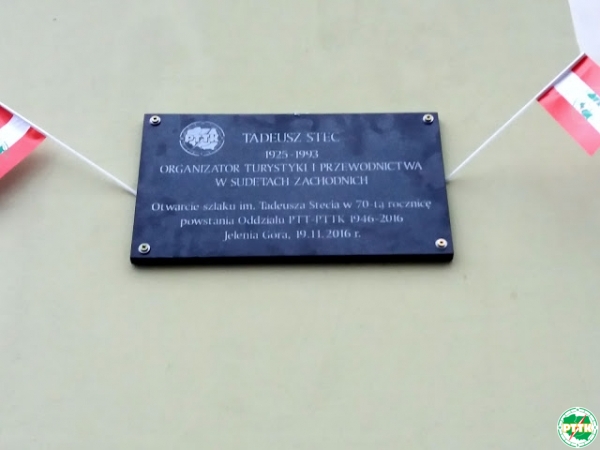 PTTK
TADEUSZ STEC
1925-1993
ORGANIZATOR TURYSTYKI I PRZEWODNICTWA
W SUDETACH ZACHODNICH
Otwarcie szlaku im. Tadeusza Stecia w 70-tą rocznicę
powstania Oddziału PTT-PTTK 1946-2016
Jelenia Góra, 19.11.2016 r.
PTTK